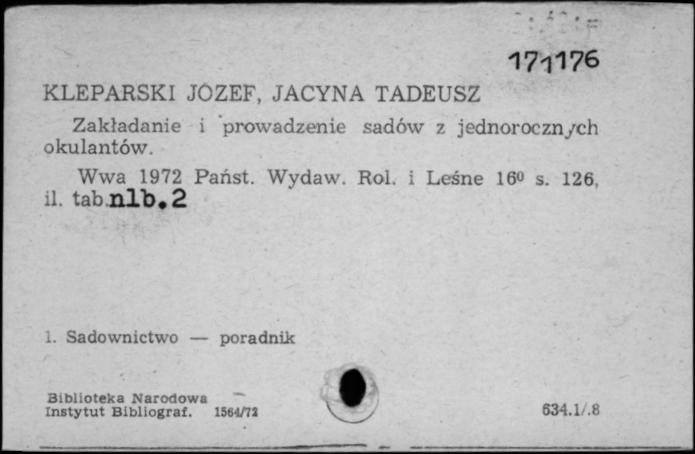 171176
KLEPARSKI JÓZEF, JACYNA TADEUSZ
Zakładanie i prowadzenie sadów z jednorocznych
okulantów.
Wwa 1972 Państ. Wydaw. Rol. i Leśne 16⁰ s. 126,
il. tab.nlb.2
1. Sadownictwo — poradnik
Biblioteka Narodowa
Instytut Bibliograf. 1564/72
634.1/.8